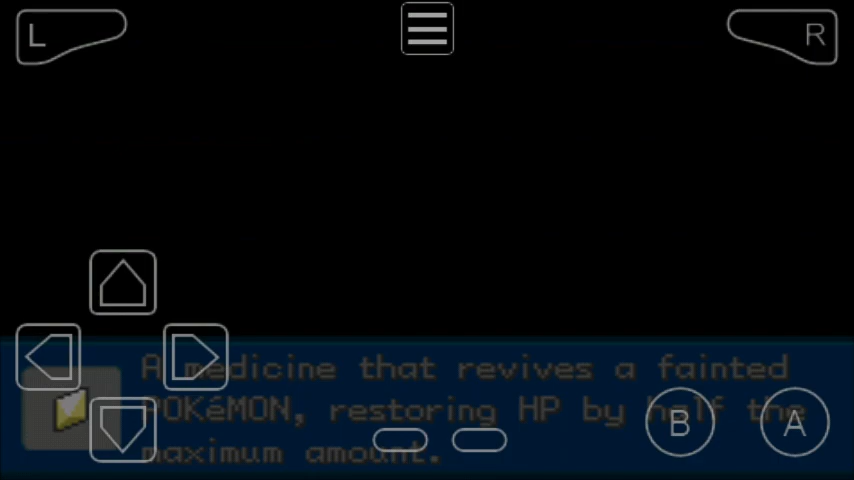 L
R
A medicine that revives a fainted
POKéMON, restoring HP by half the
maximum amount.
B
A